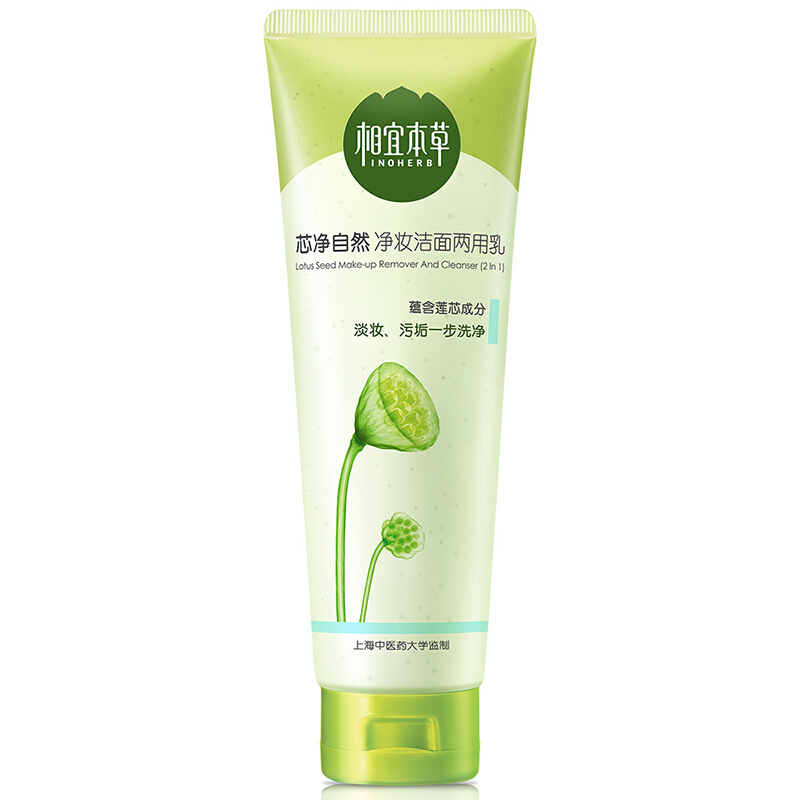 相宜本草
INOHERB
芯净自然 净妆洁面两用乳
Lotus Seed Make-up Remover And Cleanser (2 In 1)
蕴含莲芯成分
淡妆、污垢一步洗净
上海中医药大学监制